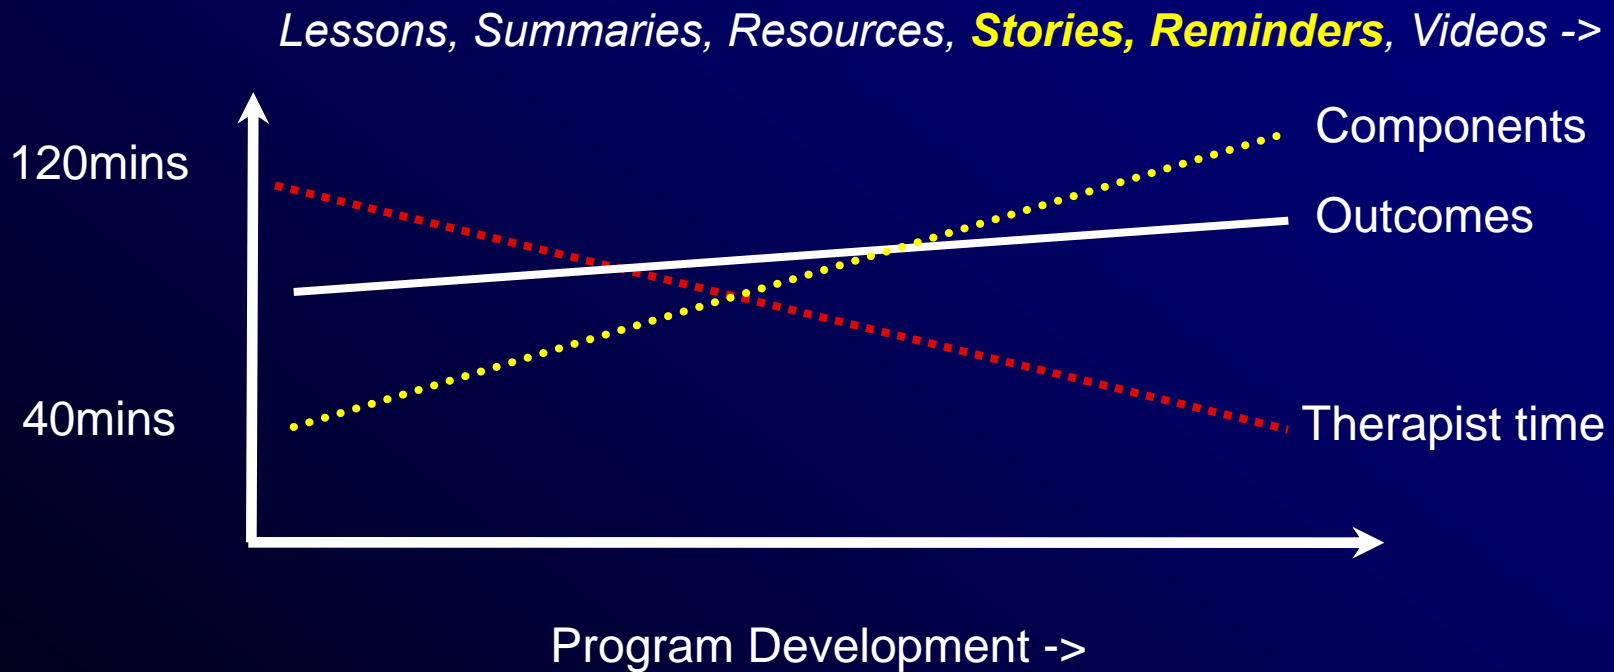 Lessons, Summaries, Resources, Stories, Reminders, Videos ->
Components
120mins
Outcomes
40mins
Therapist time
Program Development ->